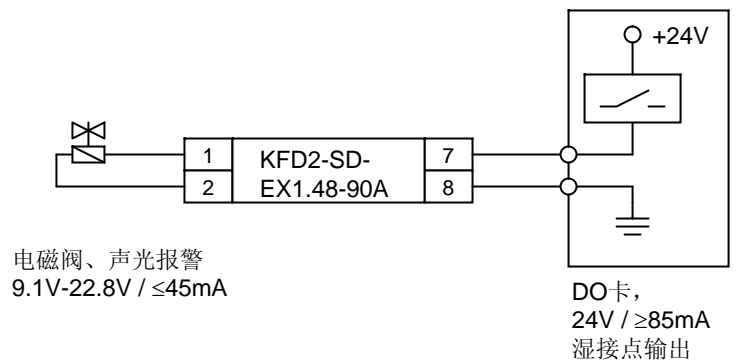 +24V
1
2
KFD2-SD-
EX1.48-90A
7
8
电磁阀、声光报警
9.1V-22.8V / ≤45mA
DO卡，
24V / ≥85mA
湿接点输出